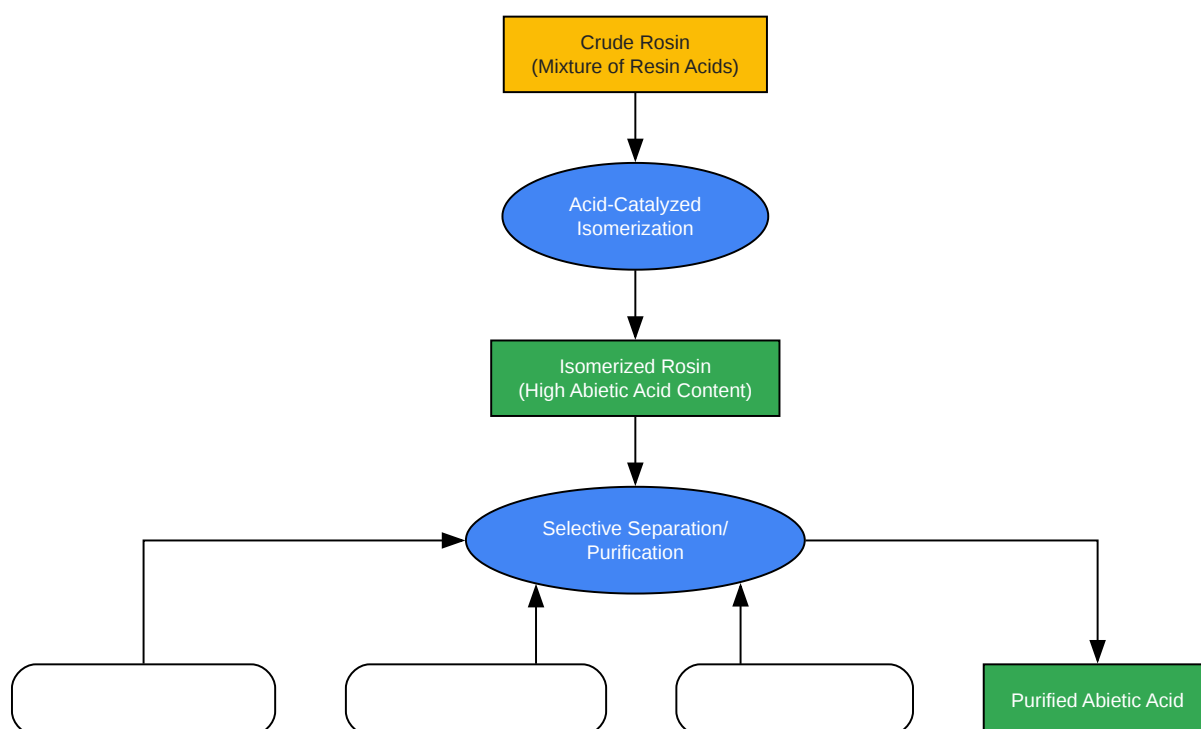 Crude Rosin
(Mixture of Resin Acids)
Acid-Catalyzed
Isomerization
Isomerized Rosin
(High Abietic Acid Content)
Selective Separation/
Purification
Purified Abietic Acid